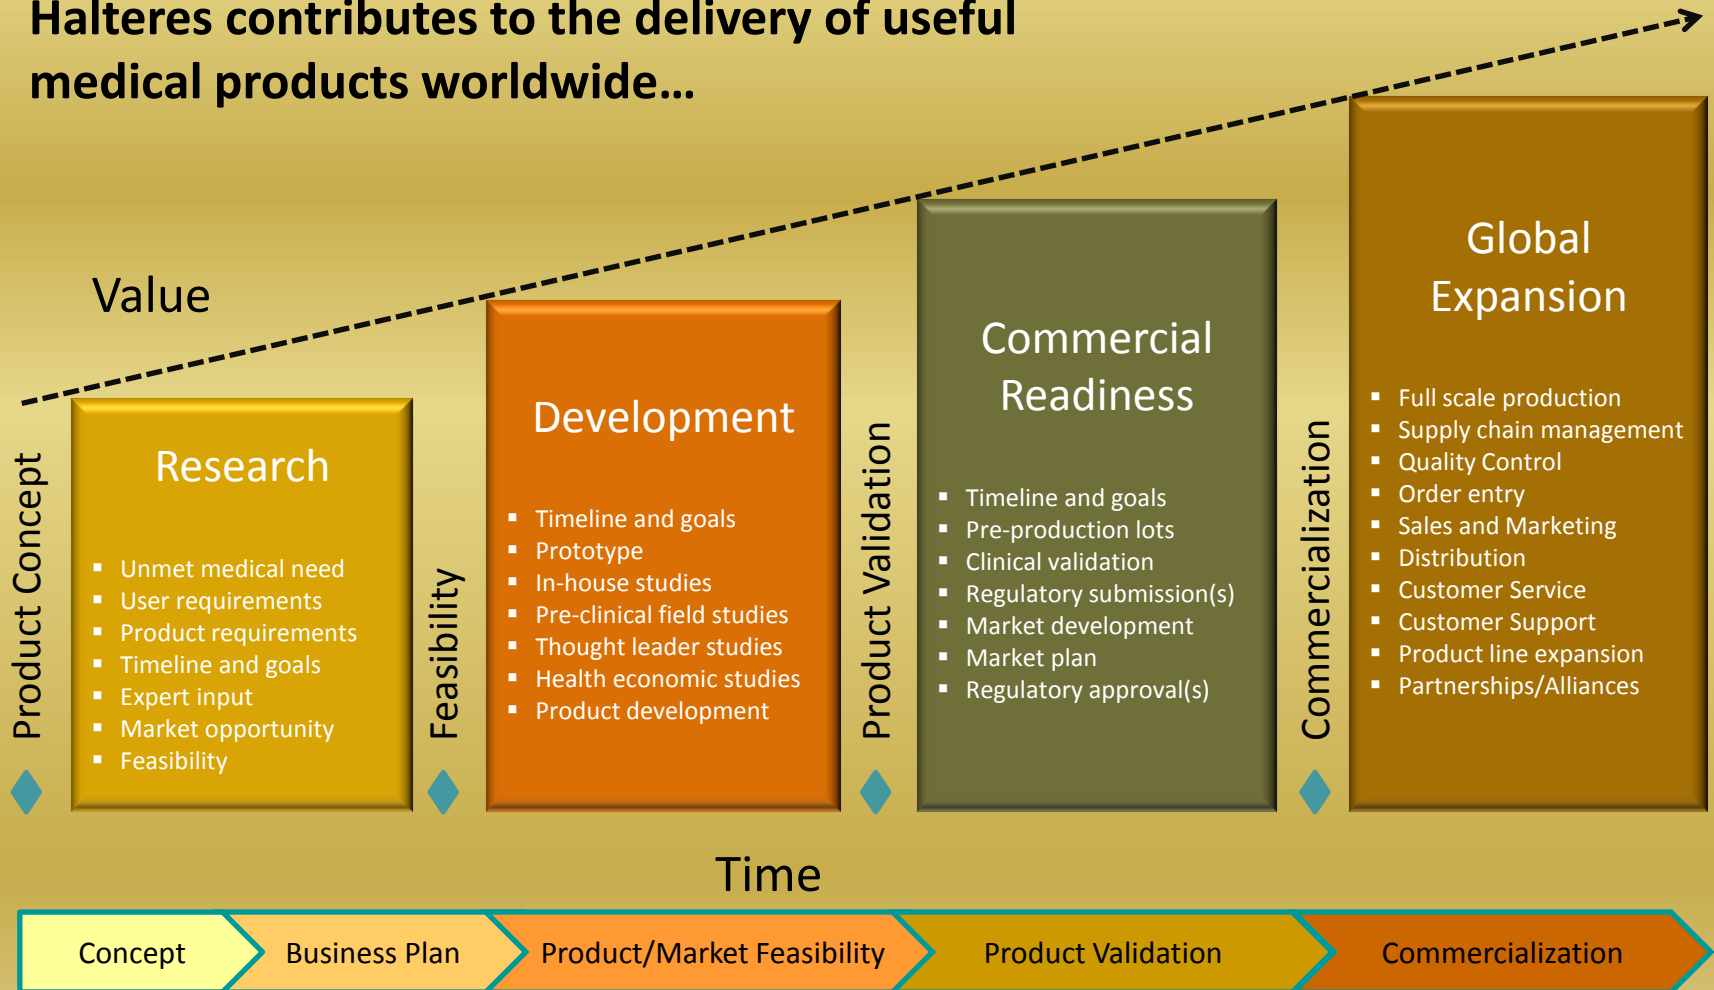 Halteres contributes to the delivery of useful
medical products worldwide…
Value
Product Concept
Research
▪ Unmet medical need
▪ User requirements
▪ Product requirements
▪ Timeline and goals
▪ Expert input
▪ Market opportunity
▪ Feasibility
Feasibility
Development
▪ Timeline and goals
▪ Prototype
▪ In-house studies
▪ Pre-clinical field studies
▪ Thought leader studies
▪ Health economic studies
▪ Product development
Product Validation
Commercial
Readiness
▪ Timeline and goals
▪ Pre-production lots
▪ Clinical validation
▪ Regulatory submission(s)
▪ Market development
▪ Market plan
▪ Regulatory approval(s)
Commercialization
Global
Expansion
▪ Full scale production
▪ Supply chain management
▪ Quality Control
▪ Order entry
▪ Sales and Marketing
▪ Distribution
▪ Customer Service
▪ Customer Support
▪ Product line expansion
▪ Partnerships/Alliances
Time
Concept
Business Plan
Product/Market Feasibility
Product Validation
Commercialization